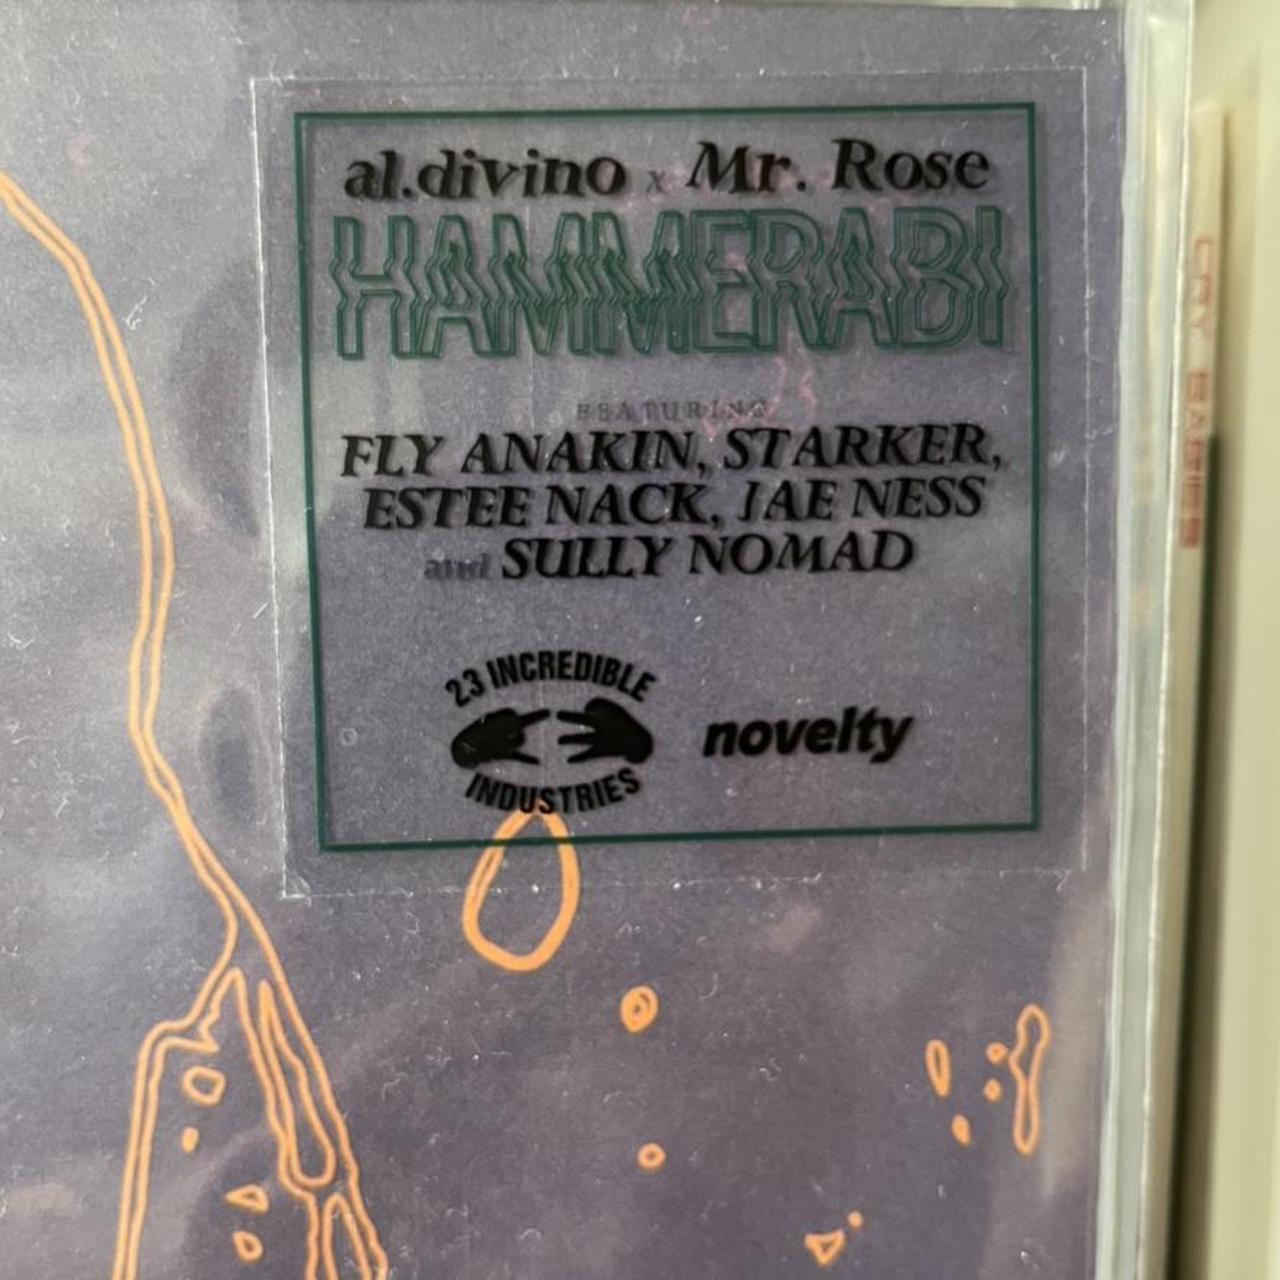 al.divino x Mr. Rose
HAMMERABI
FEATURING
FLY ANAKIN, STARKER,
ESTEE NACK, JAE NESS
and SULLY NOMAD
23 INCREDIBLE
INDUSTRIES
novelty
CRY